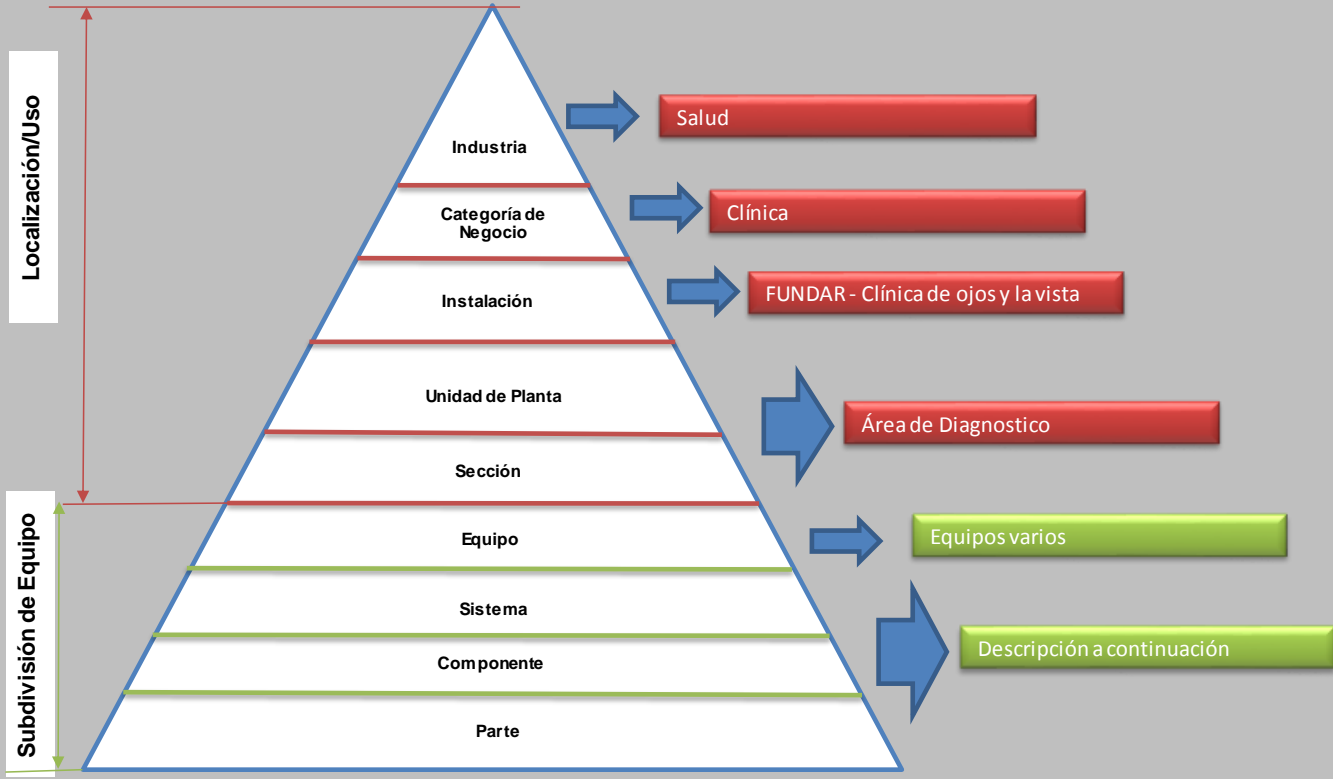 Localización/Uso
Industria
Salud
Categoría de
Negocio
Clínica
Instalación
FUNDAR - Clínica de ojos y la vista
Unidad de Planta
Área de Diagnostico
Sección
Subdivisión de Equipo
Equipo
Equipos varios
Sistema
Componente
Descripción a continuación
Parte